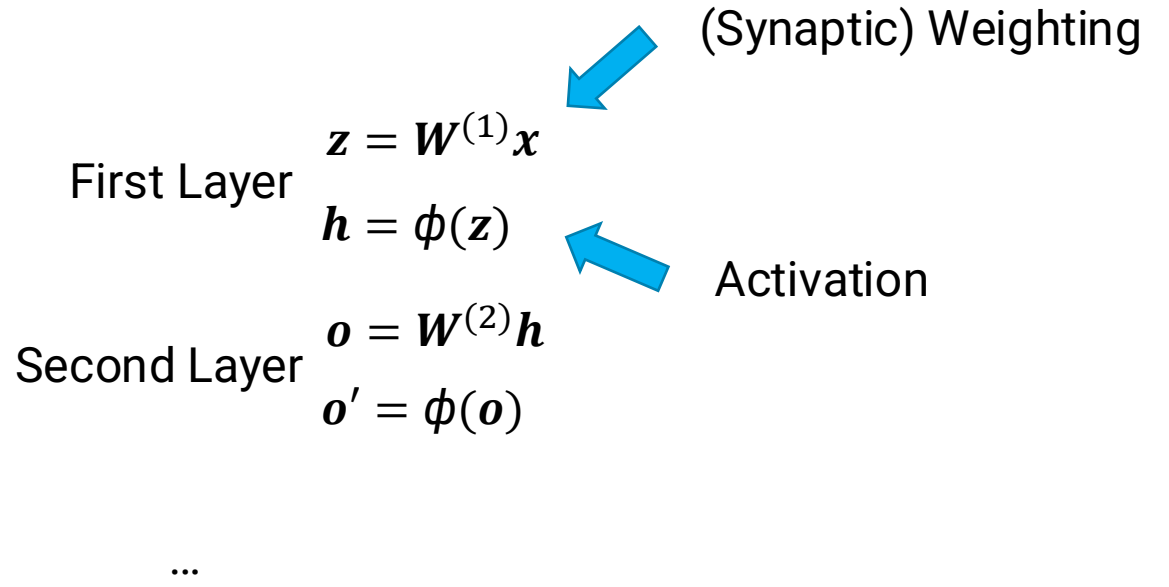 (Synaptic) Weighting
z = W⁽¹⁾x
First Layer
h = ϕ(z)
Activation
o = W⁽²⁾h
Second Layer
o′ = ϕ(o)
...